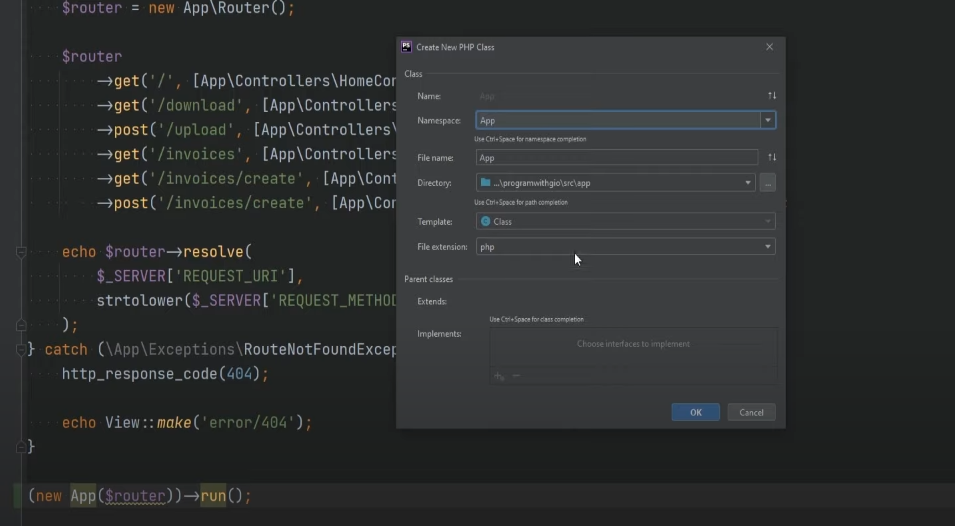 $router = new App\Router();
$router
->get('/', [App\Controllers\HomeCon
->get('/download', [App\Controllers
->post('/upload', [App\Controllers\
->get('/invoices', [App\Controllers
->get('/invoices/create', [App\Cont
->post('/invoices/create', [App\Co
echo $router->resolve(
$_SERVER['REQUEST_URI'],
strtolower($_SERVER['REQUEST_METHOD
);
} catch (\App\Exceptions\RouteNotFoundExcep
http_response_code(404);
echo View::make('error/404');
}
(new App($router))->run();
PS Create New PHP Class
Class
Name: App
Namespace: App
Use Ctrl+Space for namespace completion
File name: App
Directory: ...\programwithgio\src\app ...
Use Ctrl+Space for path completion
Template: C Class
File extension: php
Parent classes
Extends:
Use Ctrl+Space for class completion
Implements:
Choose interfaces to implement
OK Cancel